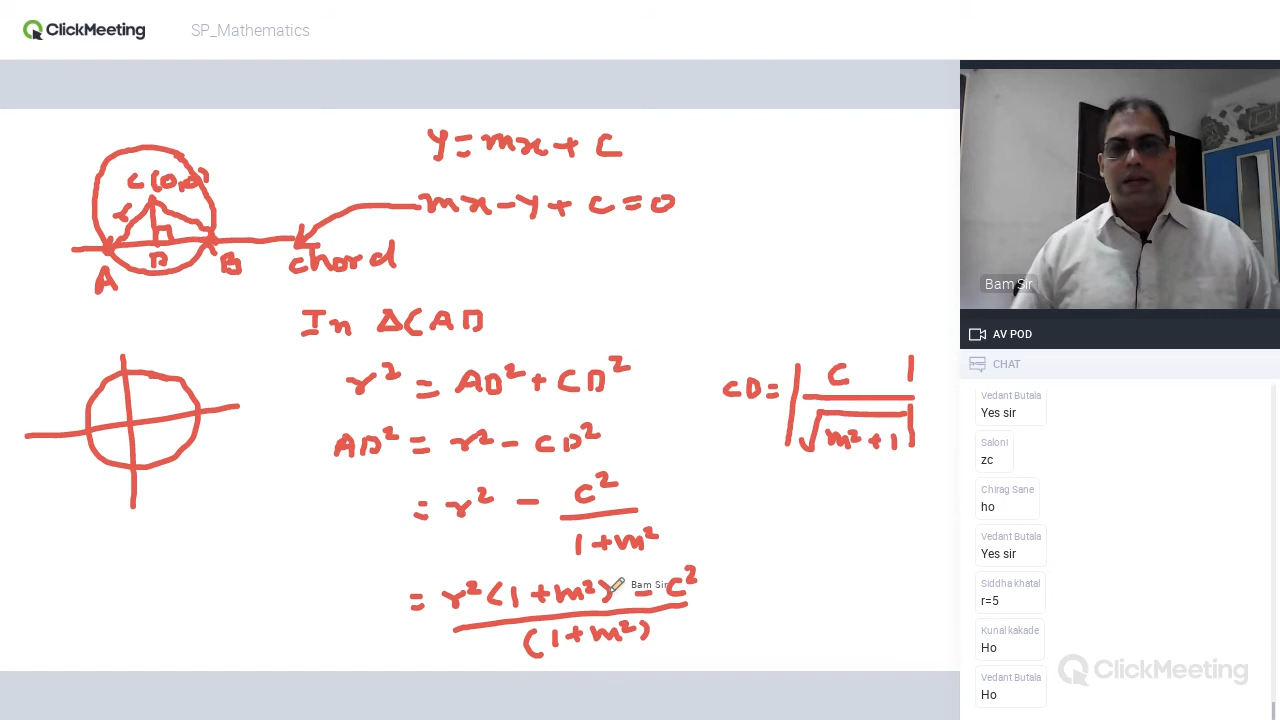 ClickMeeting
SP_Mathematics
y = mx + c
mx - y + c = 0
C(0,0)
r
A
D
B
chord
In ΔCAD
r² = AD² + CD²
CD = | c / √m²+1 |
AD² = r² - CD²
= r² - c² / 1+m²
= r²(1+m²) - c² / (1+m²)
Bam Sir
Bam Sir
AV POD
CHAT
Vedant Butala
Yes sir
Saloni
zc
Chirag Sane
ho
Vedant Butala
Yes sir
Siddha khatal
r=5
Kunal kakade
Ho
Vedant Butala
Ho
ClickMeeting